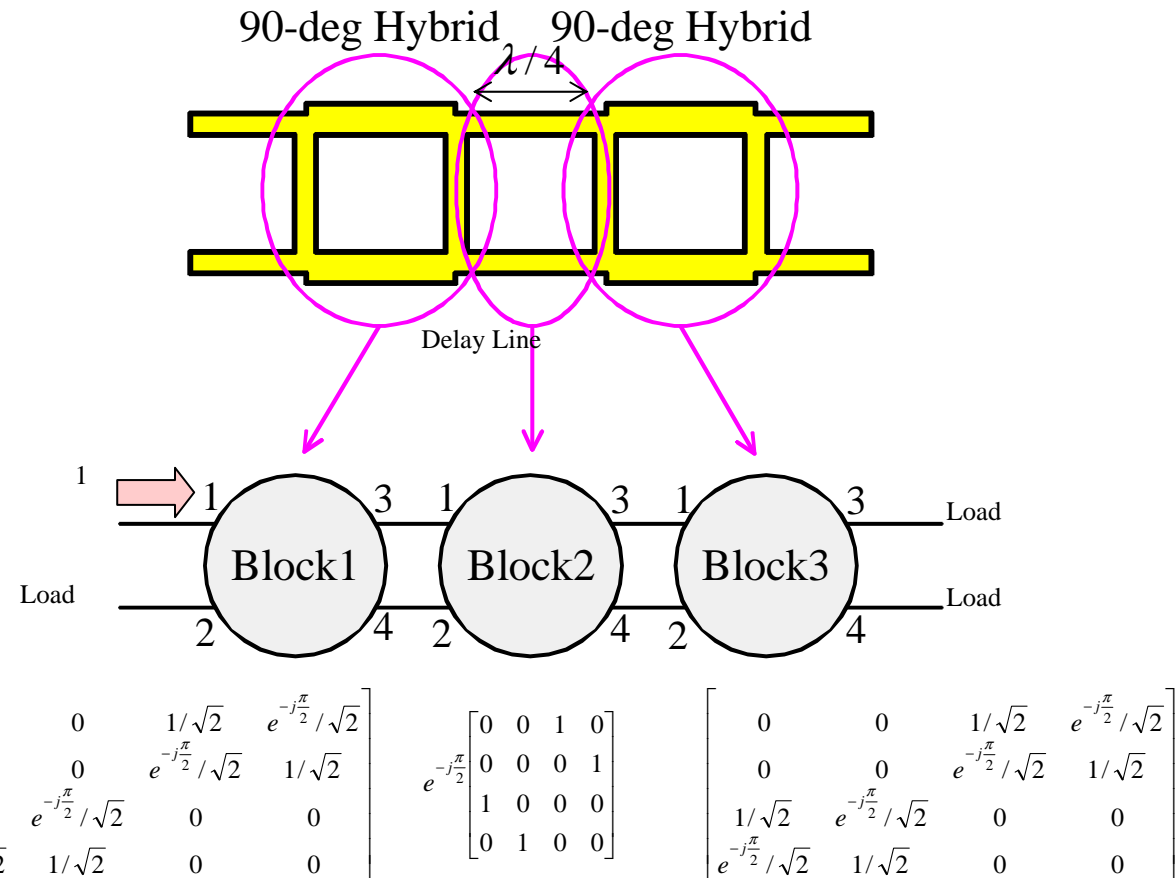 90-deg Hybrid 90-deg Hybrid
λ / 4
Delay Line
1
1 3 1 3 1 3
Load
Block1 Block2 Block3
Load
Load
2 4 2 4 2 4
0 1/√2 e^{-jπ/2}/√2
0 e^{-jπ/2}/√2 1/√2
e^{-jπ/2}/√2 0 0
1/√2 0 0
e^{-jπ/2}
0 0 1 0
0 0 0 1
1 0 0 0
0 1 0 0
0 0 1/√2 e^{-jπ/2}/√2
0 0 e^{-jπ/2}/√2 1/√2
1/√2 e^{-jπ/2}/√2 0 0
e^{-jπ/2}/√2 1/√2 0 0